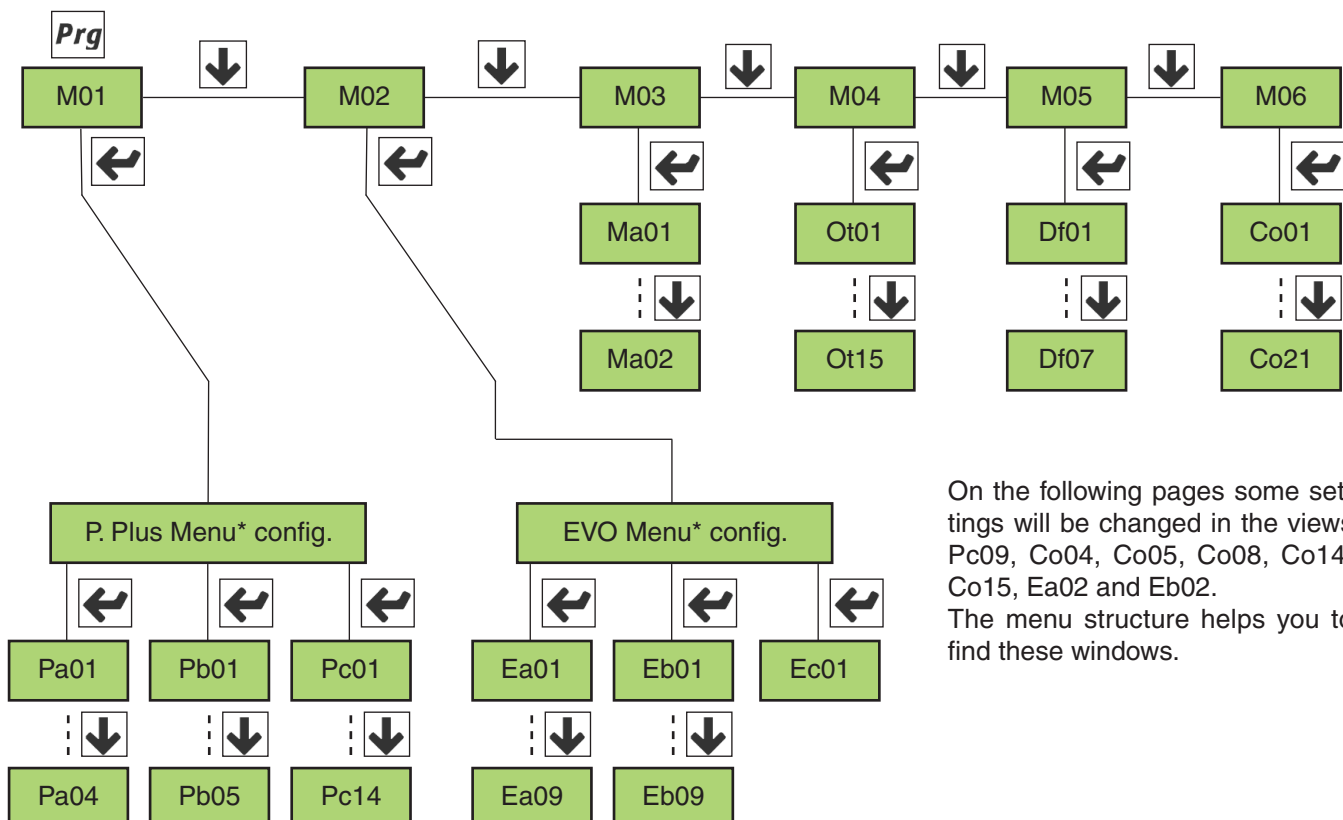 Prg
M01
M02
M03
M04
M05
M06
Ma01
Ot01
Df01
Co01
Ma02
Ot15
Df07
Co21
P. Plus Menu* config.
EVO Menu* config.
On the following pages some set
tings will be changed in the views
Pc09, Co04, Co05, Co08, Co14
Co15, Ea02 and Eb02.
The menu structure helps you to
find these windows.
Pa01
Pb01
Pc01
Ea01
Eb01
Ec01
Pa04
Pb05
Pc14
Ea09
Eb09